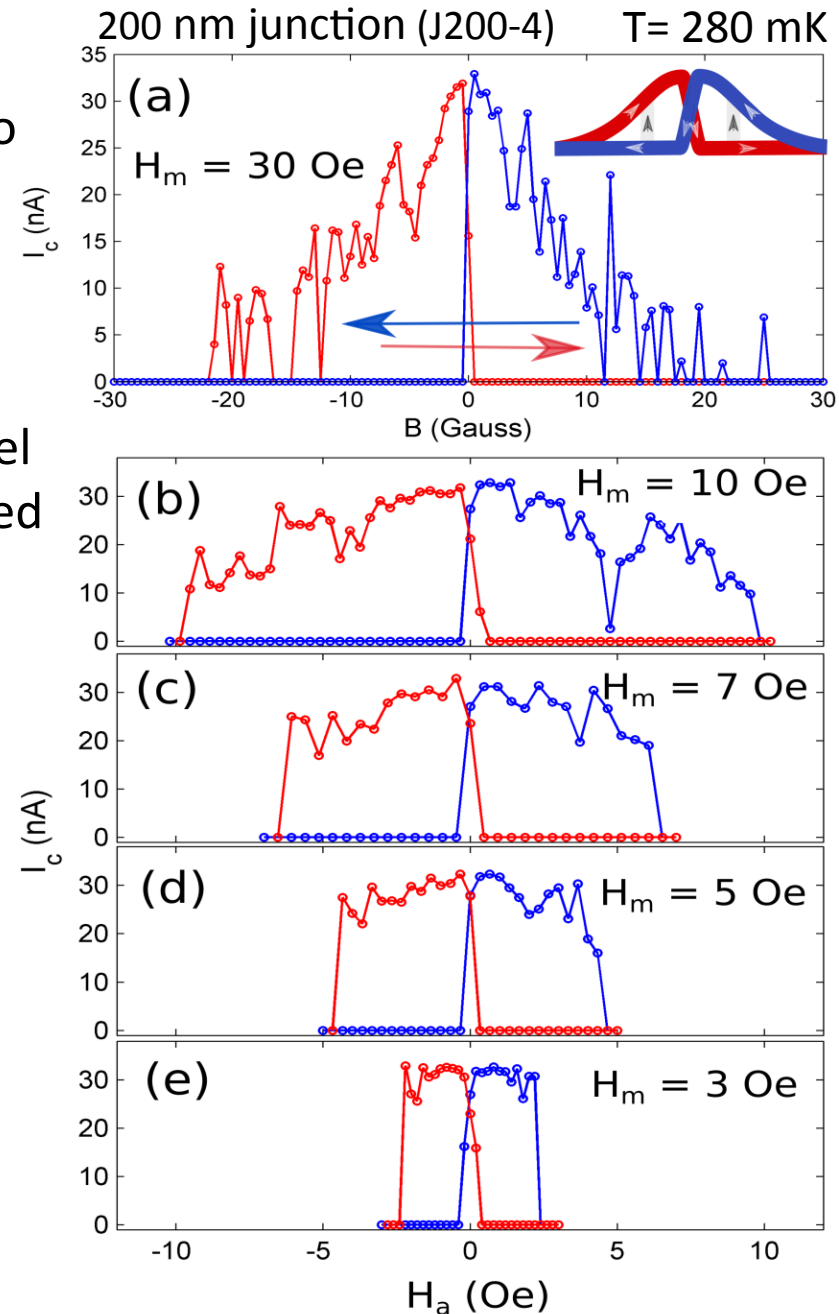 200 nm junction (J200-4) T= 280 mK
o
el
ed
(a)
H_m = 30 Oe
35
30
25
20
15
10
5
0
I_c (nA)
-30 -20 -10 0 10 20 30
B (Gauss)
(b)
H_m = 10 Oe
30
20
10
0
(c)
H_m = 7 Oe
30
20
10
0
I_c (nA)
(d)
H_m = 5 Oe
30
20
10
0
(e)
H_m = 3 Oe
30
20
10
0
-10 -5 0 5 10
H_a (Oe)